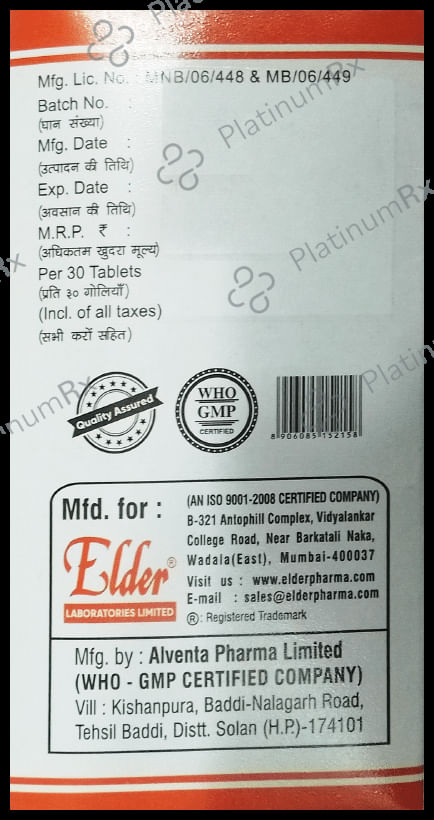 PlatinumRx
Mfg. Lic. No. : MNB/06/448 & MB/06/449
Batch No. :
(घान संख्या)
Mfg. Date :
(उत्पादन की तिथि)
Exp. Date :
(अवसान की तिथि)
M.R.P. ₹ :
(अधिकतम खुदरा मूल्य)
Per 30 Tablets
(प्रति ३० गोलियाँ)
(Incl. of all taxes)
(सभी करों सहित)
PlatinumRx
PlatinumRx
Quality Assured
WHO
GMP
CERTIFIED
8 906085 152158
Mfd. for :
Elder®
LABORATORIES LIMITED
(AN ISO 9001-2008 CERTIFIED COMPANY)
B-321 Antophill Complex, Vidyalankar
College Road, Near Barkatali Naka,
Wadala(East), Mumbai-400037
Visit us : www.elderpharma.com
E-mail : sales@elderpharma.com
®: Registered Trademark
Mfg. by : Alventa Pharma Limited
(WHO - GMP CERTIFIED COMPANY)
Vill : Kishanpura, Baddi-Nalagarh Road,
Tehsil Baddi, Distt. Solan (H.P.)-174101